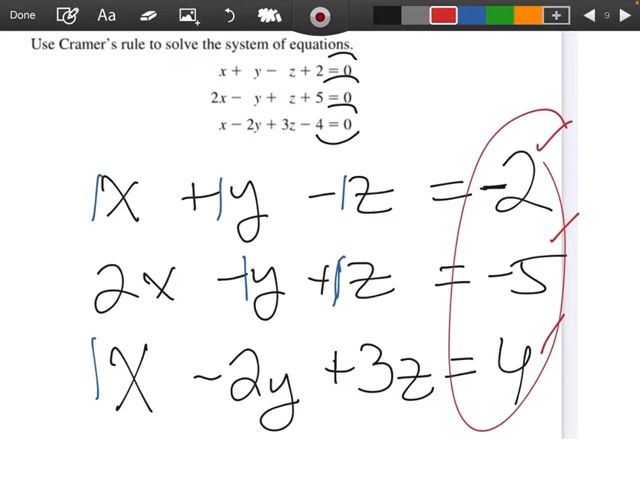 Done Aa 9
Use Cramer's rule to solve the system of equations.
x + y − z + 2 = 0
2x − y + z + 5 = 0
x − 2y + 3z − 4 = 0
1x +1y −1z = −2
2x −1y +1z = −5
1x −2y +3z = 4